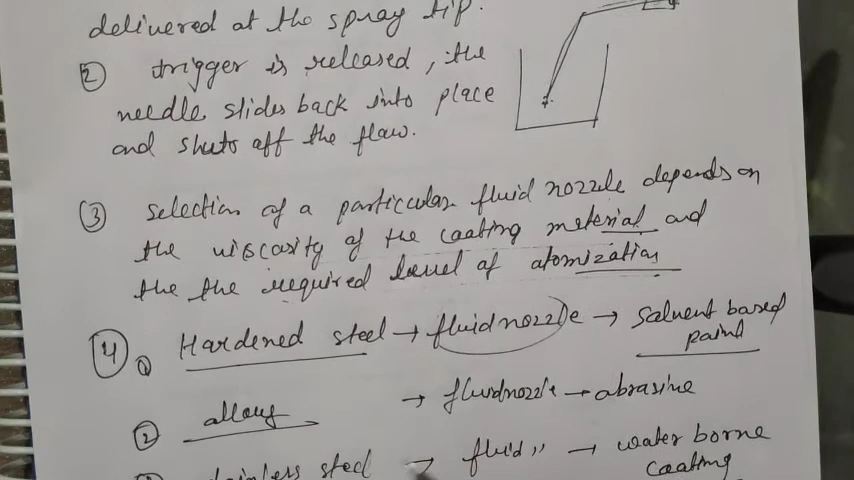 delivered at the spray tip.
② trigger is released, the
needle slides back into place
and shuts off the flow.
③ selection of a particular fluid nozzle depends on
the viscosity of the coating material and
the the required level of atomization
④ ① Hardened steel → fluid nozzle → solvent based
paint
② alloy → fluidnozzle → abrasive
stainless steel → fluid " → water borne
coating